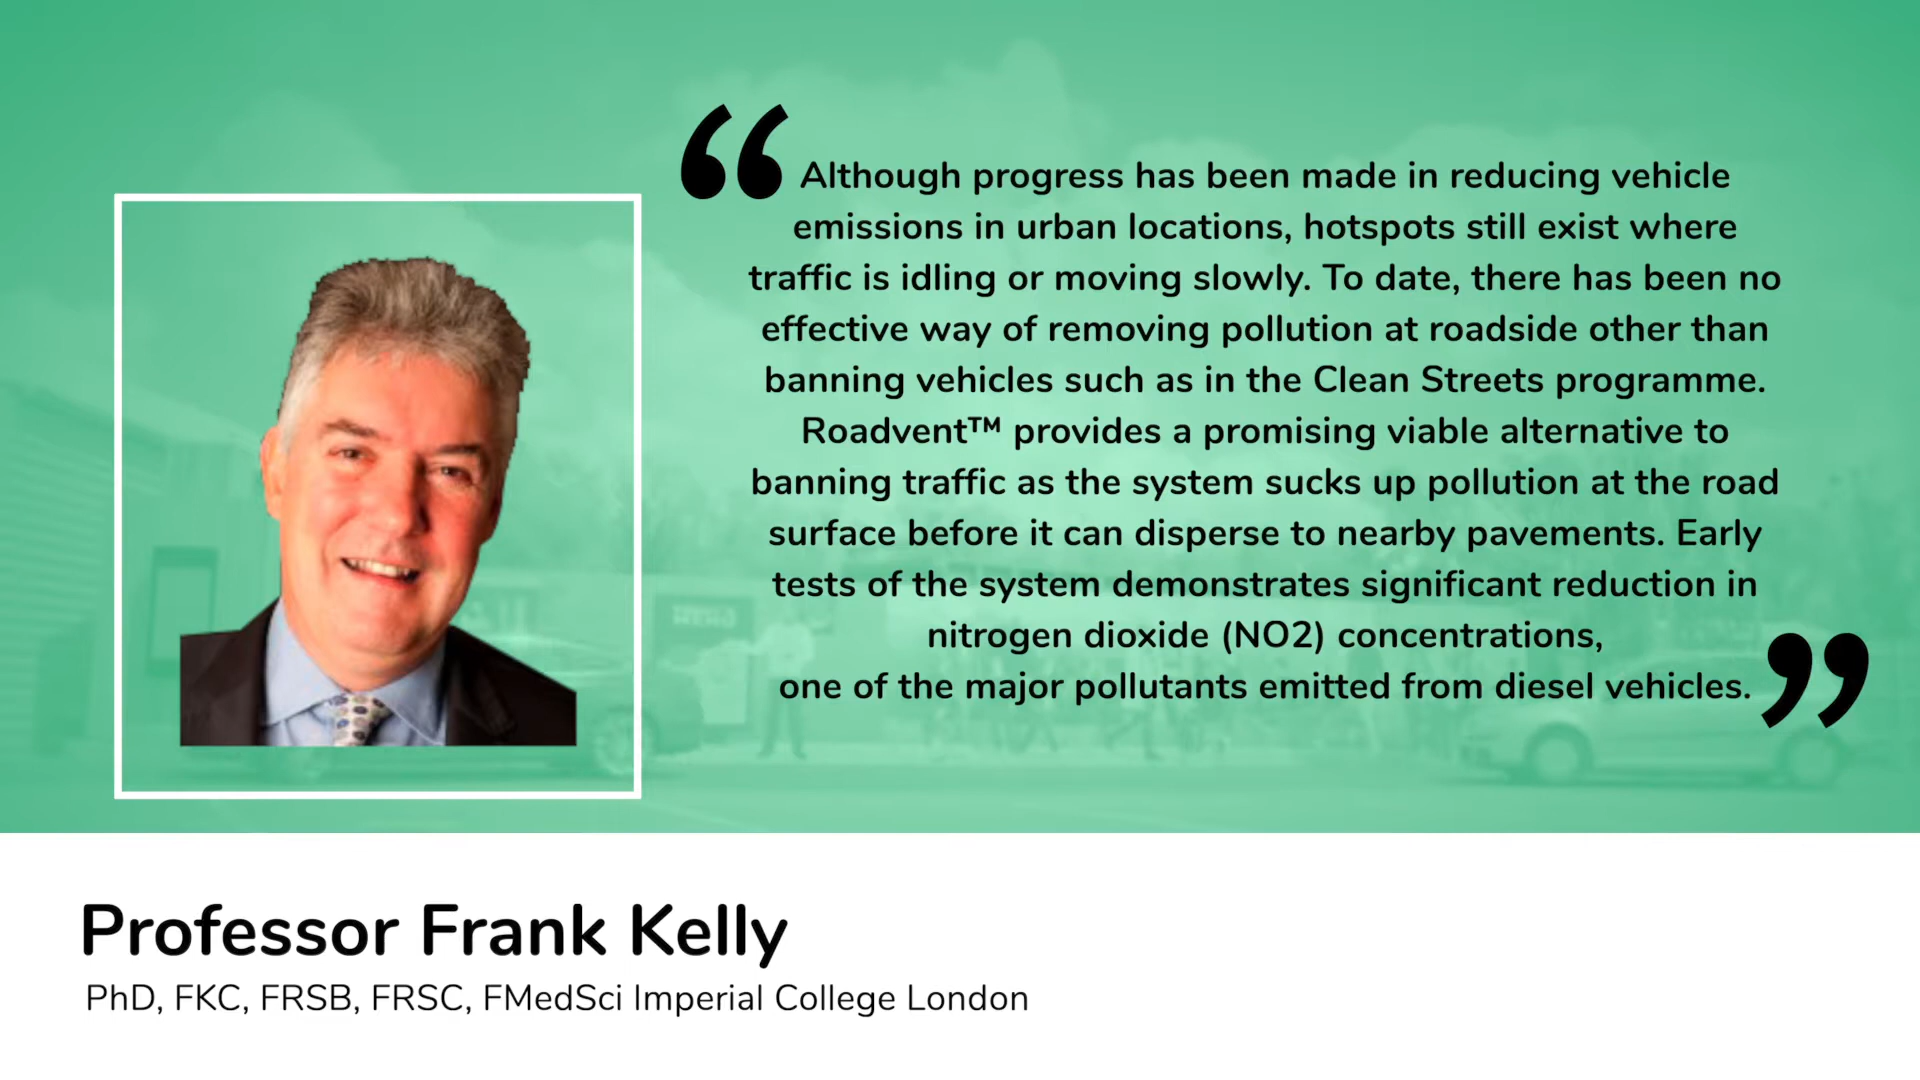 “Although progress has been made in reducing vehicle
emissions in urban locations, hotspots still exist where
traffic is idling or moving slowly. To date, there has been no
effective way of removing pollution at roadside other than
banning vehicles such as in the Clean Streets programme.
Roadvent™ provides a promising viable alternative to
banning traffic as the system sucks up pollution at the road
surface before it can disperse to nearby pavements. Early
tests of the system demonstrates significant reduction in
nitrogen dioxide (NO2) concentrations,
one of the major pollutants emitted from diesel vehicles.”
Professor Frank Kelly
PhD, FKC, FRSB, FRSC, FMedSci Imperial College London